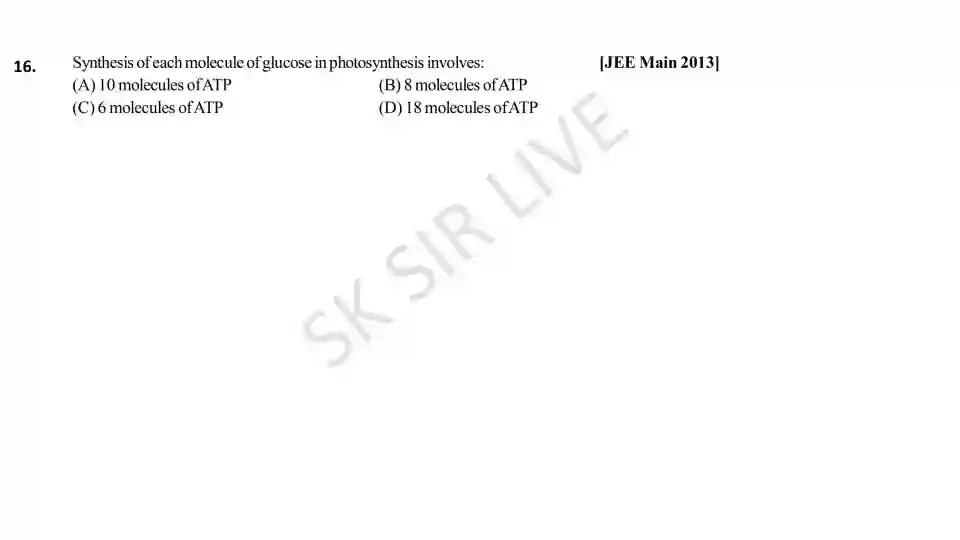 16. Synthesis of each molecule of glucose in photosynthesis involves: [JEE Main 2013]
(A) 10 molecules of ATP (B) 8 molecules of ATP
(C) 6 molecules of ATP (D) 18 molecules of ATP
SK SIR LIVE